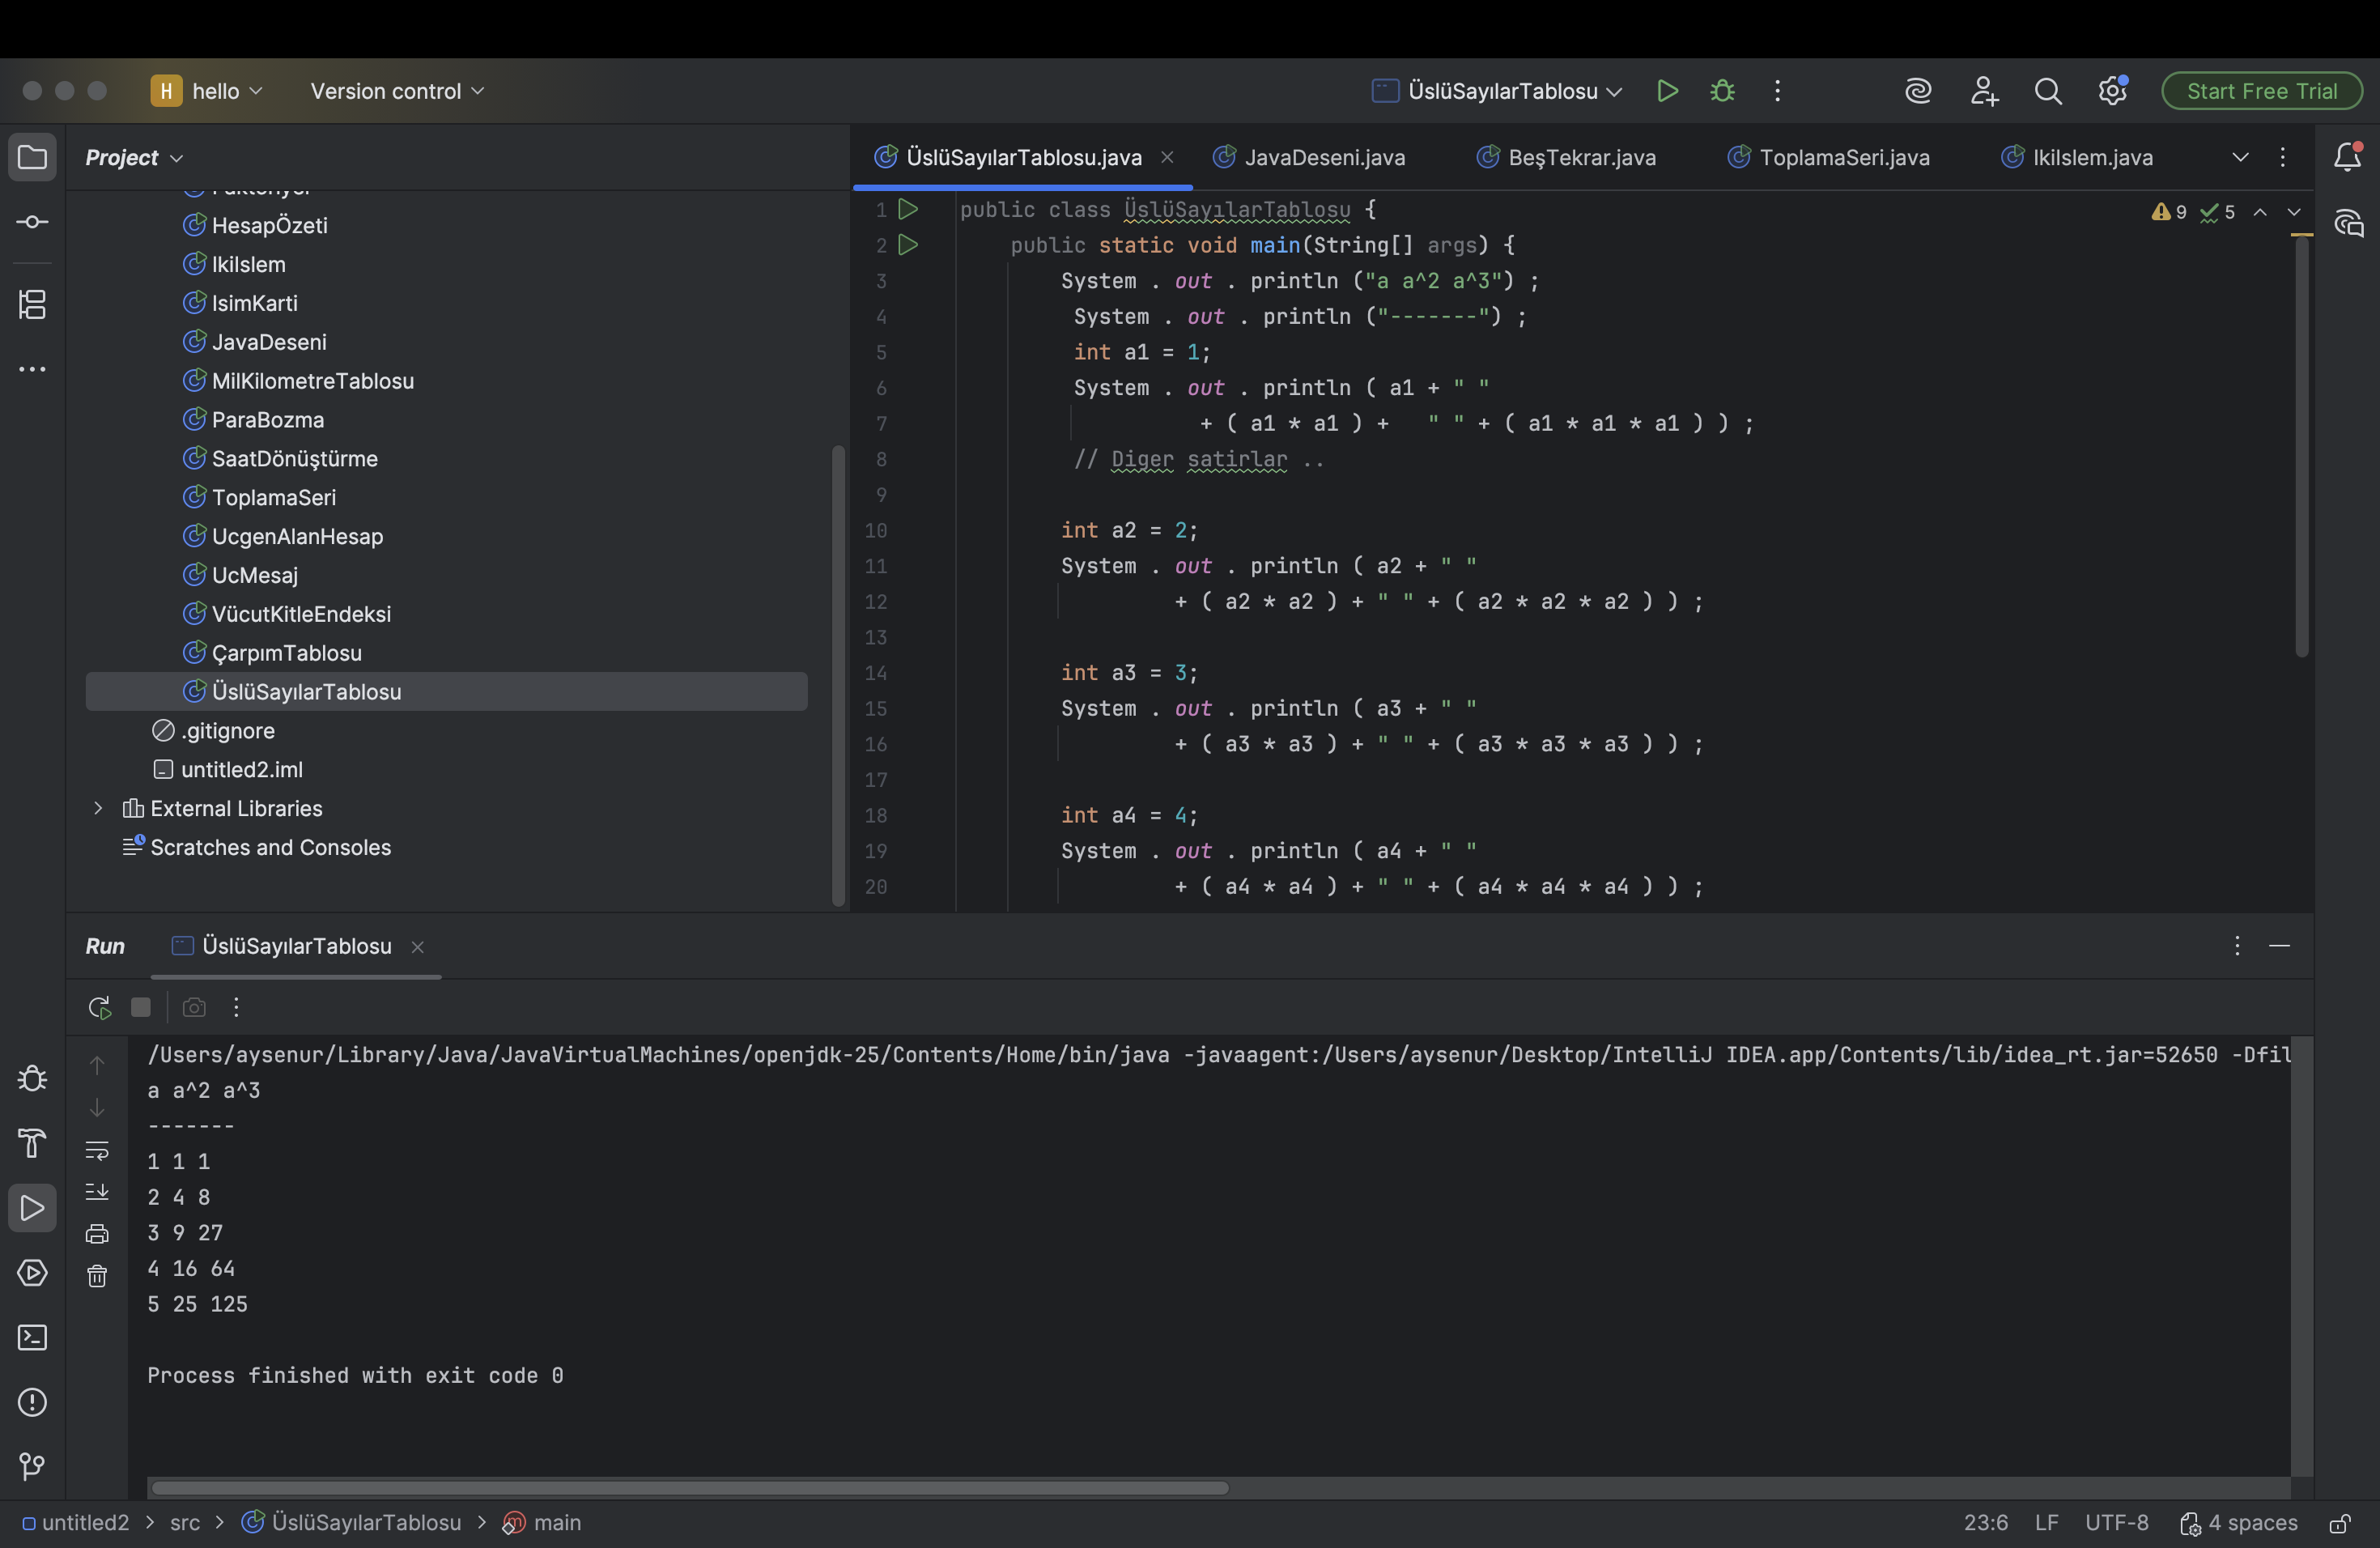 H hello Version control ÜslüSayılarTablosu Start Free Trial
Project
HesapÖzeti
IkiIslem
IsimKarti
JavaDeseni
MilKilometreTablosu
ParaBozma
SaatDönüştürme
ToplamaSeri
UcgenAlanHesap
UcMesaj
VücutKitleEndeksi
ÇarpımTablosu
ÜslüSayılarTablosu
.gitignore
untitled2.iml
External Libraries
Scratches and Consoles
ÜslüSayılarTablosu.java JavaDeseni.java BeşTekrar.java ToplamaSeri.java IkiIslem.java
9 5
1 public class ÜslüSayılarTablosu {
2 public static void main(String[] args) {
3 System . out . println ("a a^2 a^3") ;
4 System . out . println ("-------") ;
5 int a1 = 1;
6 System . out . println ( a1 + " "
7 + ( a1 * a1 ) +   " " + ( a1 * a1 * a1 ) ) ;
8 // Diger satirlar ..
9
10 int a2 = 2;
11 System . out . println ( a2 + " "
12 + ( a2 * a2 ) + " " + ( a2 * a2 * a2 ) ) ;
13
14 int a3 = 3;
15 System . out . println ( a3 + " "
16 + ( a3 * a3 ) + " " + ( a3 * a3 * a3 ) ) ;
17
18 int a4 = 4;
19 System . out . println ( a4 + " "
20 + ( a4 * a4 ) + " " + ( a4 * a4 * a4 ) ) ;
Run ÜslüSayılarTablosu
/Users/aysenur/Library/Java/JavaVirtualMachines/openjdk-25/Contents/Home/bin/java -javaagent:/Users/aysenur/Desktop/IntelliJ IDEA.app/Contents/lib/idea_rt.jar=52650 -Dfil
a a^2 a^3
-------
1 1 1
2 4 8
3 9 27
4 16 64
5 25 125
Process finished with exit code 0
untitled2 > src > ÜslüSayılarTablosu > main 23:6 LF UTF-8 4 spaces